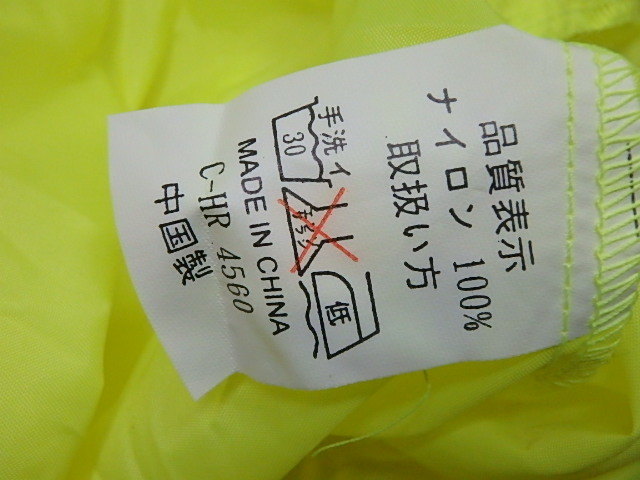 品質表示
ナイロン 100%
取扱い方
手洗イ
30
低
MADE IN CHINA
C-HR 4560
中国製